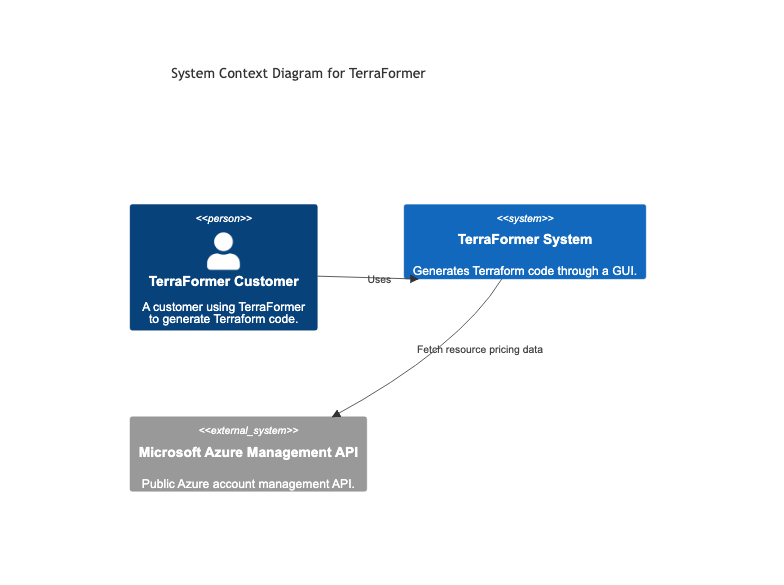 System Context Diagram for TerraFormer
<<person>>
TerraFormer Customer
A customer using TerraFormer
to generate Terraform code.
<<system>>
TerraFormer System
Generates Terraform code through a GUI.
Uses
Fetch resource pricing data
<<external_system>>
Microsoft Azure Management API
Public Azure account management API.